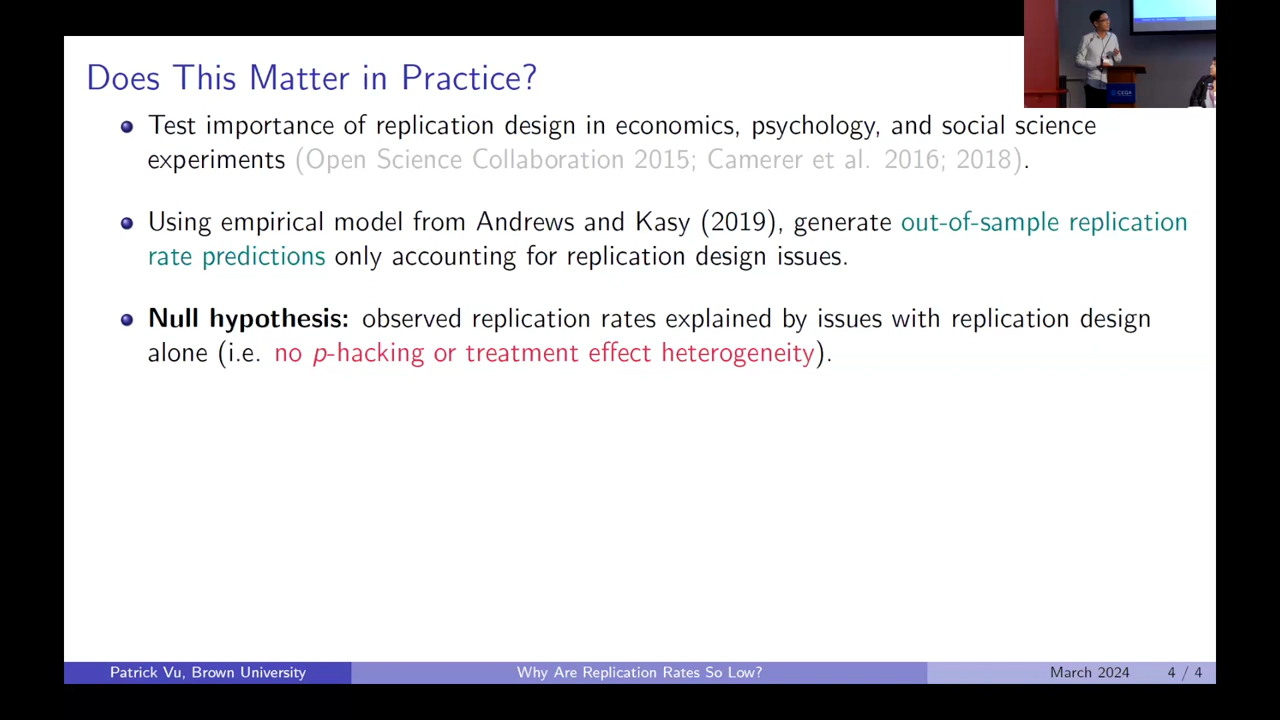 Does This Matter in Practice?
Test importance of replication design in economics, psychology, and social science
experiments (Open Science Collaboration 2015; Camerer et al. 2016; 2018).
Using empirical model from Andrews and Kasy (2019), generate out-of-sample replication
rate predictions only accounting for replication design issues.
Null hypothesis: observed replication rates explained by issues with replication design
alone (i.e. no p-hacking or treatment effect heterogeneity).
CEGA
Patrick Vu, Brown University
Why Are Replication Rates So Low?
March 2024
4 / 4